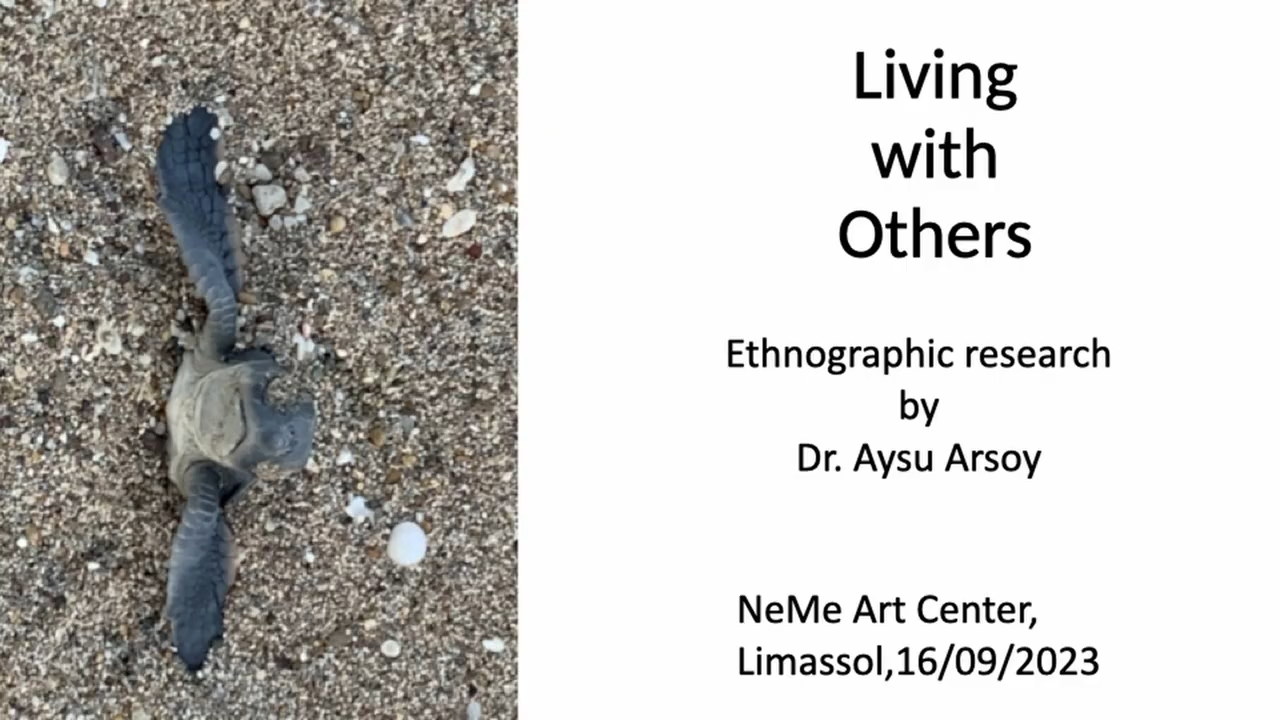 Living
with
Others
Ethnographic research
by
Dr. Aysu Arsoy
NeMe Art Center,
Limassol,16/09/2023